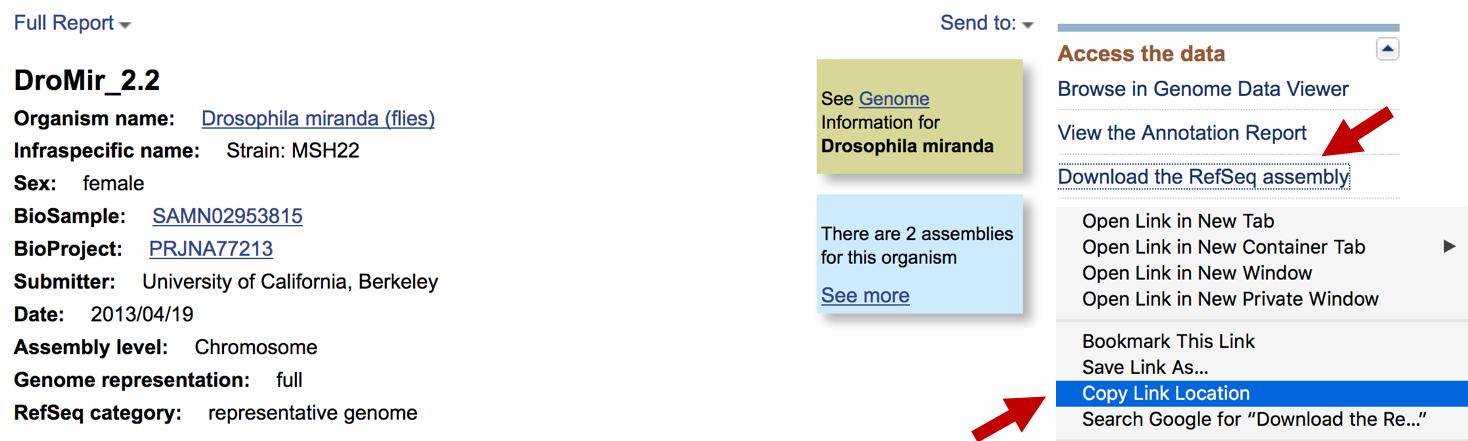 Full Report
Send to:
DroMir_2.2
Organism name: Drosophila miranda (flies)
Infraspecific name: Strain: MSH22
Sex: female
BioSample: SAMN02953815
BioProject: PRJNA77213
Submitter: University of California, Berkeley
Date: 2013/04/19
Assembly level: Chromosome
Genome representation: full
RefSeq category: representative genome
See Genome
Information for
Drosophila miranda
There are 2 assemblies
for this organism
See more
Access the data
Browse in Genome Data Viewer
View the Annotation Report
Download the RefSeq assembly
Open Link in New Tab
Open Link in New Container Tab
Open Link in New Window
Open Link in New Private Window
Bookmark This Link
Save Link As...
Copy Link Location
Search Google for “Download the Re...”